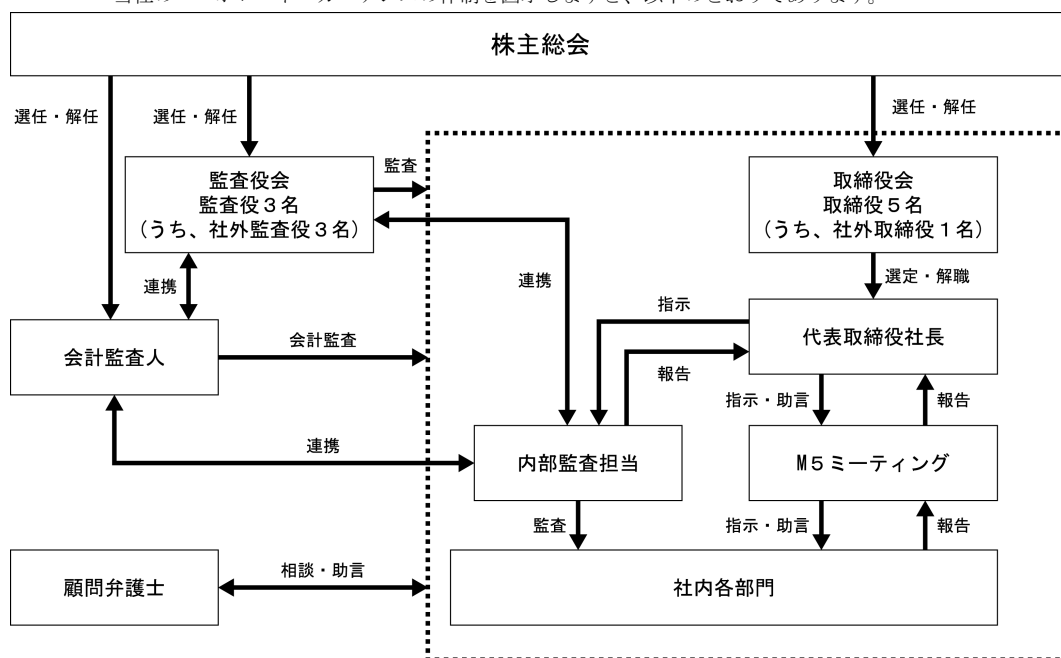 株主総会
選任・解任
選任・解任
選任・解任
監査役会
監査役3名
(うち、社外監査役3名)
監査
取締役会
取締役5名
(うち、社外取締役1名)
連携
連携
選定・解職
指示
会計監査人
会計監査
代表取締役社長
報告
指示・助言
報告
連携
内部監査担当
M5ミーティング
監査
指示・助言
報告
顧問弁護士
相談・助言
社内各部門